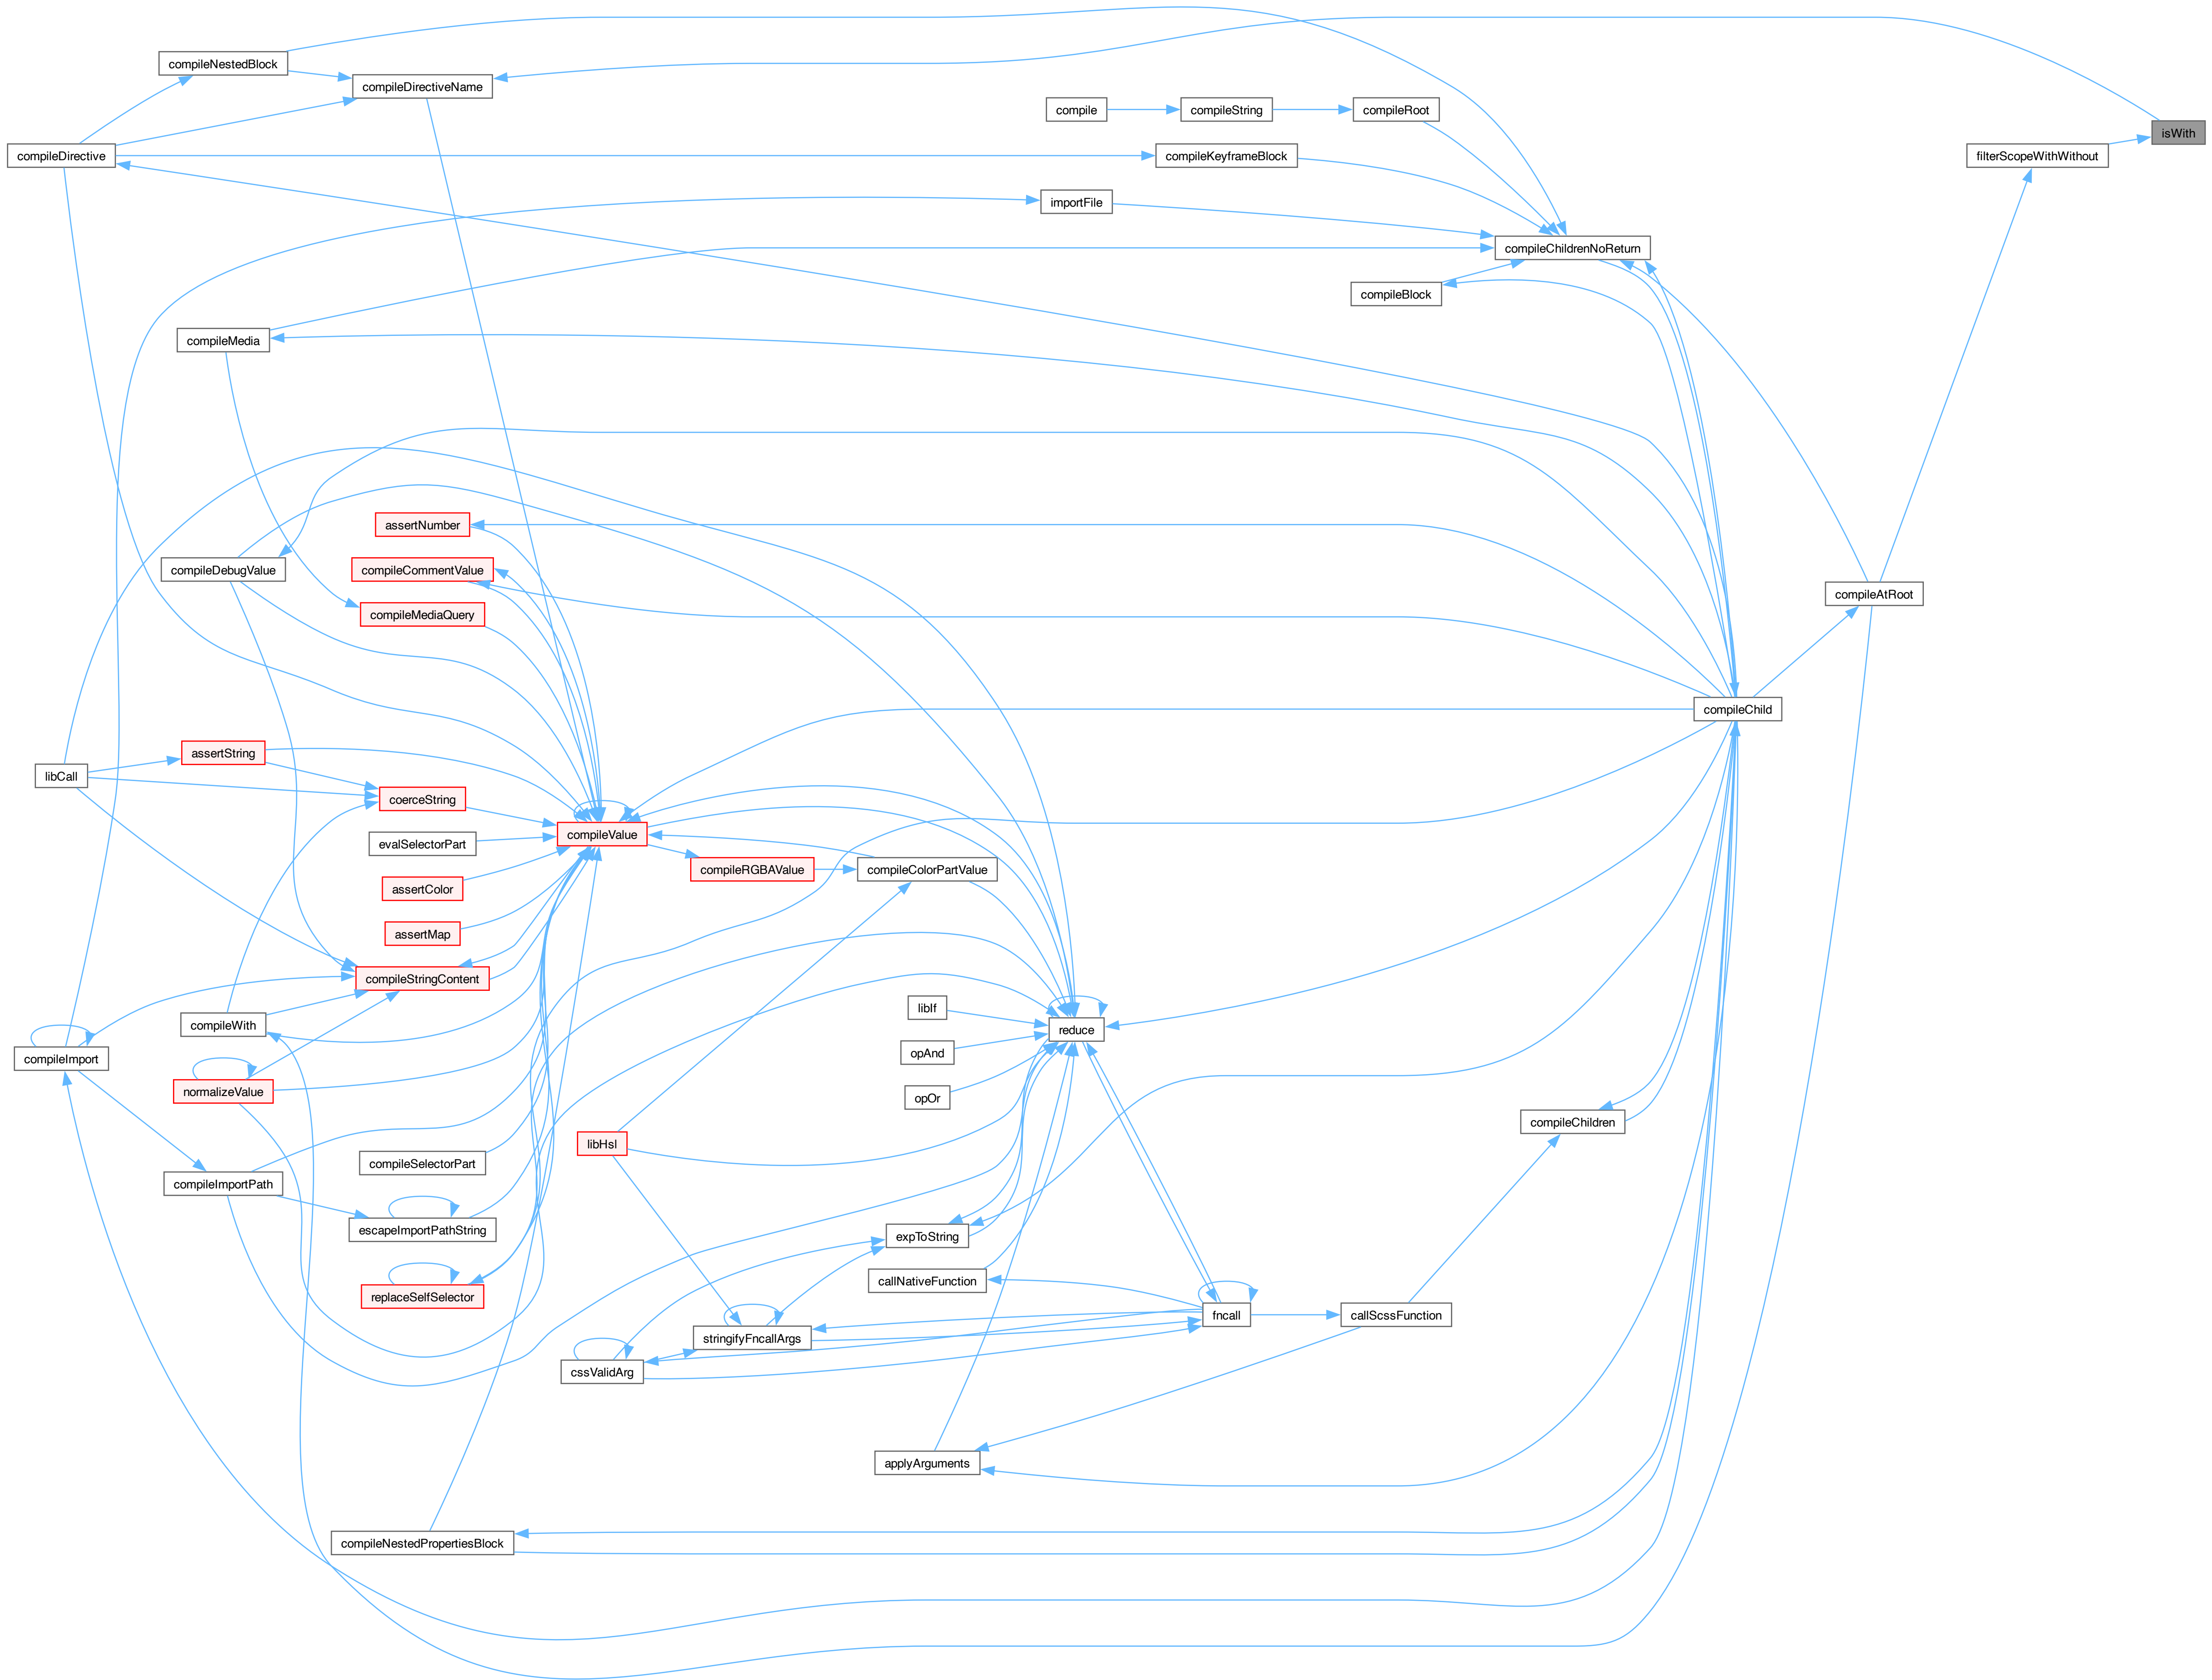 compileNestedBlock
compileDirectiveName
compile
compileString
compileRoot
isWith
compileDirective
compileKeyframeBlock
filterScopeWithWithout
importFile
compileChildrenNoReturn
compileBlock
compileMedia
assertNumber
compileDebugValue
compileCommentValue
compileMediaQuery
compileAtRoot
compileChild
assertString
libCall
coerceString
compileValue
evalSelectorPart
compileRGBAValue
compileColorPartValue
assertColor
assertMap
compileStringContent
libIf
compileWith
reduce
opAnd
compileImport
normalizeValue
opOr
compileChildren
libHsl
compileSelectorPart
compileImportPath
escapeImportPathString
expToString
callNativeFunction
replaceSelfSelector
fncall
callScssFunction
stringifyFncallArgs
cssValidArg
applyArguments
compileNestedPropertiesBlock